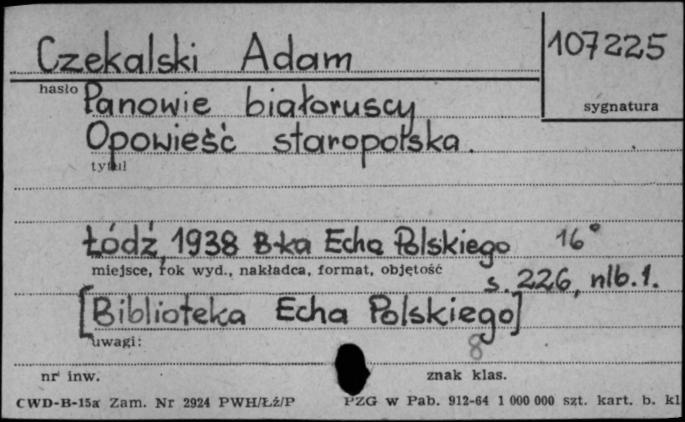 Czekalski Adam
107225
hasło
Panowie białoruscy
sygnatura
Opowieść staropolska.
tytuł
Łódź, 1938 B-ka Echa Polskiego 16°
miejsce, rok wyd., nakładca, format, objętość
s. 226, nlb. 1.
[Biblioteka Echa Polskiego]
uwagi:
8
nr inw.
znak klas.
CWD-B-15a Zam. Nr 2924 PWH/Łź/P PZG w Pab. 912-64 1 000 000 szt. kart. b. kl